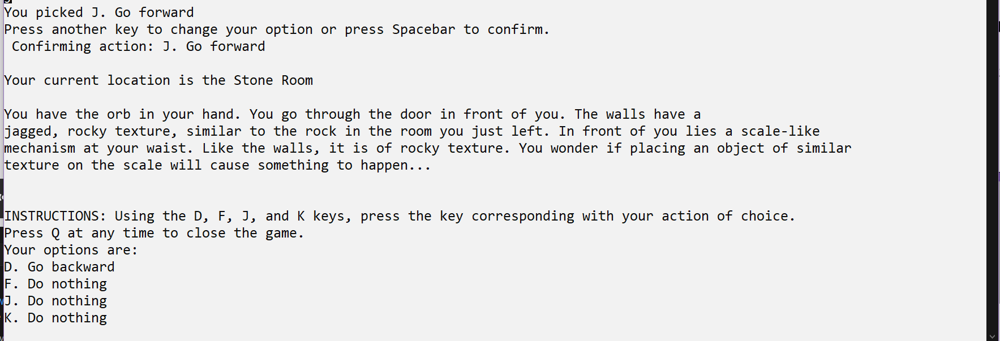 You picked J. Go forward
Press another key to change your option or press Spacebar to confirm.
Confirming action: J. Go forward
Your current location is the Stone Room
You have the orb in your hand. You go through the door in front of you. The walls have a
jagged, rocky texture, similar to the rock in the room you just left. In front of you lies a scale-like
mechanism at your waist. Like the walls, it is of rocky texture. You wonder if placing an object of similar
texture on the scale will cause something to happen...
INSTRUCTIONS: Using the D, F, J, and K keys, press the key corresponding with your action of choice.
Press Q at any time to close the game.
Your options are:
D. Go backward
F. Do nothing
J. Do nothing
K. Do nothing